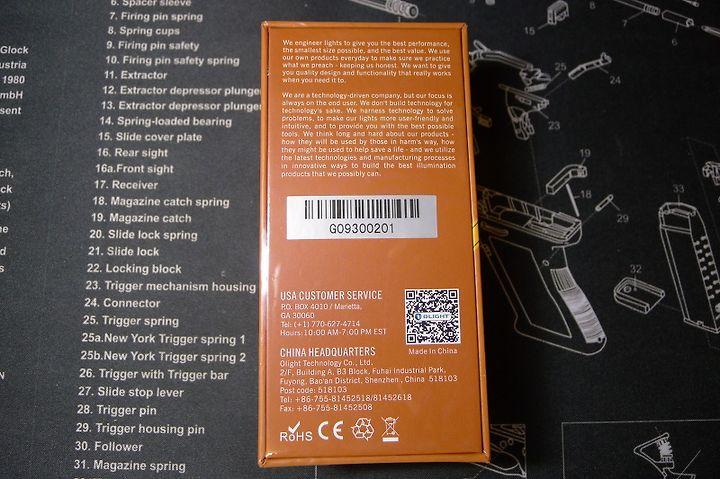 6. Spacer sleeve
7. Firing pin spring
8. Spring cups
9. Firing pin safety
10. Firing pin safety spring
11. Extractor
12. Extractor depressor plunger
13. Extractor depressor plunger
14. Spring-loaded bearing
15. Slide cover plate
16. Rear sight
16a.Front sight
17. Receiver
18. Magazine catch spring
19. Magazine catch
20. Slide lock spring
21. Slide lock
22. Locking block
23. Trigger mechanism housing
24. Connector
25. Trigger spring
25a.New York Trigger spring 1
25b.New York Trigger spring 2
26. Trigger with Trigger bar
27. Slide stop lever
28. Trigger pin
29. Trigger housing pin
30. Follower
31. Magazine spring
Glock
ustria
1980
mbH
esent
We engineer lights to give you the best performance,
the smallest size possible, and the best value. We use
our own products everyday to make sure we practice
what we preach - keeping us honest. We want to give
you quality design and functionality that really works
when you need it to.
We are a technology-driven company, but our focus is
always on the end user. We don't build technology for
technology's sake. We harness technology to solve
problems, to make our lights more user-friendly and
intuitive, and to provide you with the best possible
tools. We think long and hard about our products -
how they will be used by those in harm's way, how
they might be used to help save a life - and we utilize
the latest technologies and manufacturing processes
in innovative ways to build the best illumination
products that we possibly can.
G09300201
USA CUSTOMER SERVICE
P.O. BOX 4010 / Marietta,
GA 30060
Tel: (+1) 770-627-4714
Hours: 10:00 AM-7:00 PM EST
OLIGHT
Made in China
CHINA HEADQUARTERS
Olight Technology Co., Ltd.
2/F, Building A, B3 Block, Fuhai Industrial Park,
Fuyong, Bao'an District, Shenzhen , China 518103
Post code: 518103
Tel: +86-755-81452518/81452618
Fax: +86-755-81452508
RoHS CE
15
25
24
18
19
29
33
32
6